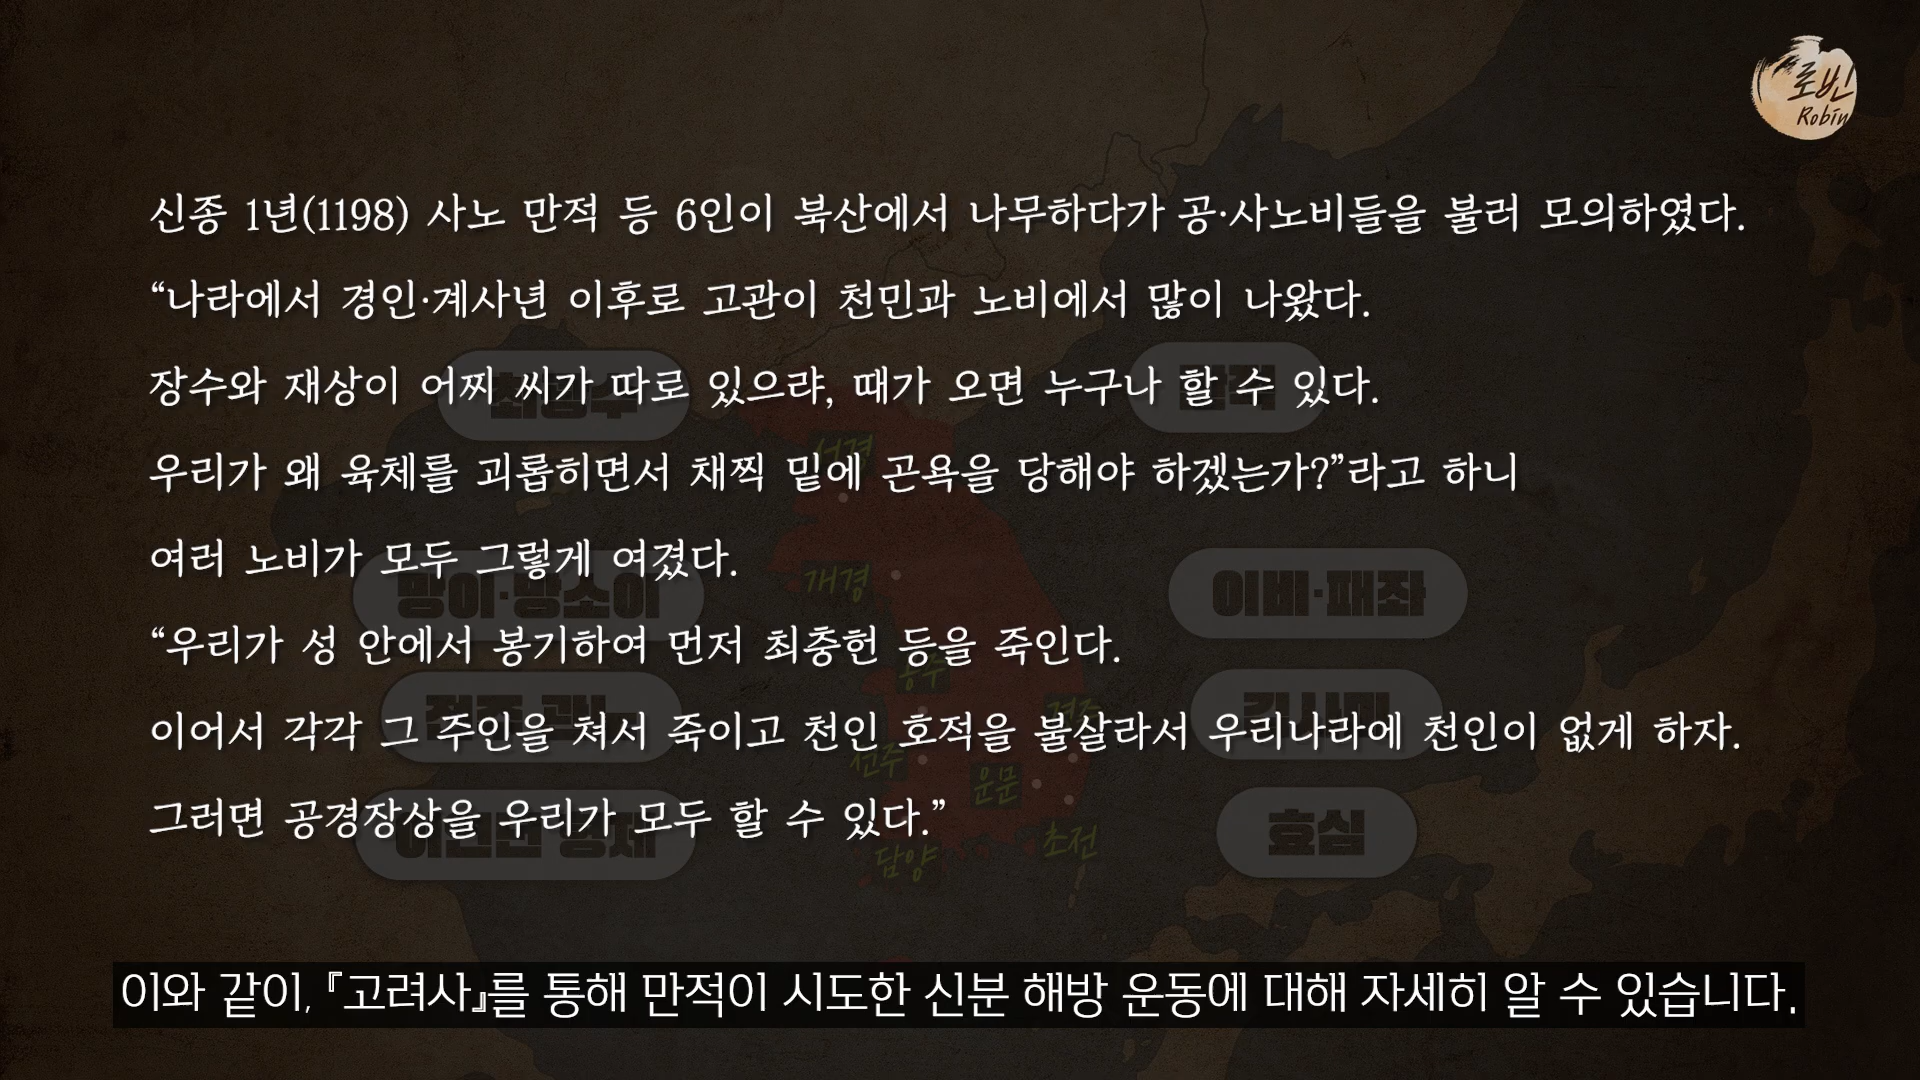 로빈
Robin
신종 1년(1198) 사노 만적 등 6인이 북산에서 나무하다가 공·사노비들을 불러 모의하였다.
“나라에서 경인·계사년 이후로 고관이 천민과 노비에서 많이 나왔다.
장수와 재상이 어찌 씨가 따로 있으랴, 때가 오면 누구나 할 수 있다.
우리가 왜 육체를 괴롭히면서 채찍 밑에 곤욕을 당해야 하겠는가?”라고 하니
여러 노비가 모두 그렇게 여겼다.
“우리가 성 안에서 봉기하여 먼저 최충헌 등을 죽인다.
이어서 각각 그 주인을 쳐서 죽이고 천인 호적을 불살라서 우리나라에 천인이 없게 하자.
그러면 공경장상을 우리가 모두 할 수 있다.”
서경
개경
망이·망소이
이비·패좌
운문
초전
담양
효심
이와 같이, 『고려사』를 통해 만적이 시도한 신분 해방 운동에 대해 자세히 알 수 있습니다.